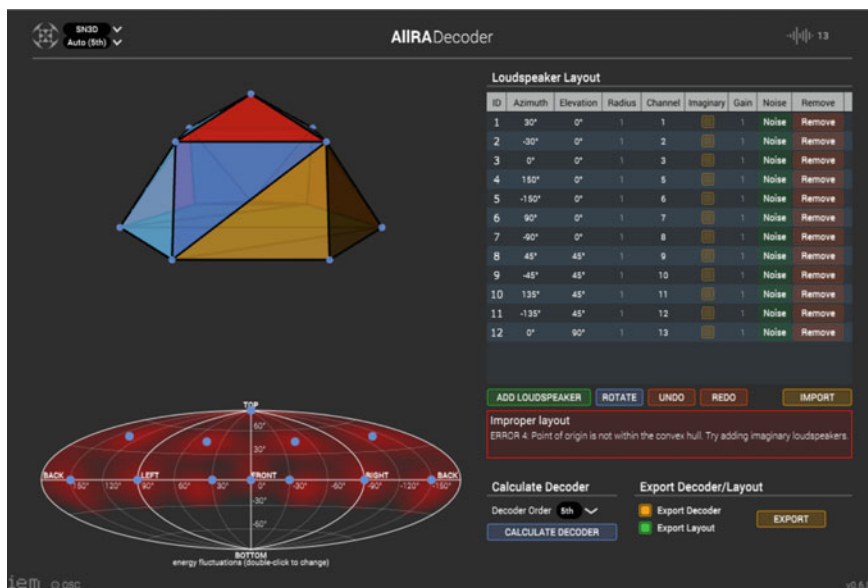 SN3D
Auto (5th)
AllRADecoder
13
Loudspeaker Layout
ID Azimuth Elevation Radius Channel Imaginary Gain Noise Remove
1 30° 0° 1 1 1 Noise Remove
2 -30° 0° 1 2 1 Noise Remove
3 0° 0° 1 3 1 Noise Remove
4 150° 0° 1 5 1 Noise Remove
5 -150° 0° 1 6 1 Noise Remove
6 90° 0° 1 7 1 Noise Remove
7 -90° 0° 1 8 1 Noise Remove
8 45° 45° 1 9 1 Noise Remove
9 -45° 45° 1 10 1 Noise Remove
10 135° 45° 1 11 1 Noise Remove
11 -135° 45° 1 12 1 Noise Remove
12 0° 90° 1 13 1 Noise Remove
ADD LOUDSPEAKER ROTATE UNDO REDO IMPORT
Improper layout
ERROR 4: Point of origin is not within the convex hull. Try adding imaginary loudspeakers.
TOP
60°
30°
BACK LEFT FRONT RIGHT BACK
150° 120° 90° 30° 0° -30° -60° -90° -120° -150°
-30°
-60°
BOTTOM
energy fluctuations (double-click to change)
Calculate Decoder
Decoder Order 5th
CALCULATE DECODER
Export Decoder/Layout
Export Decoder
Export Layout
EXPORT
iem OSC